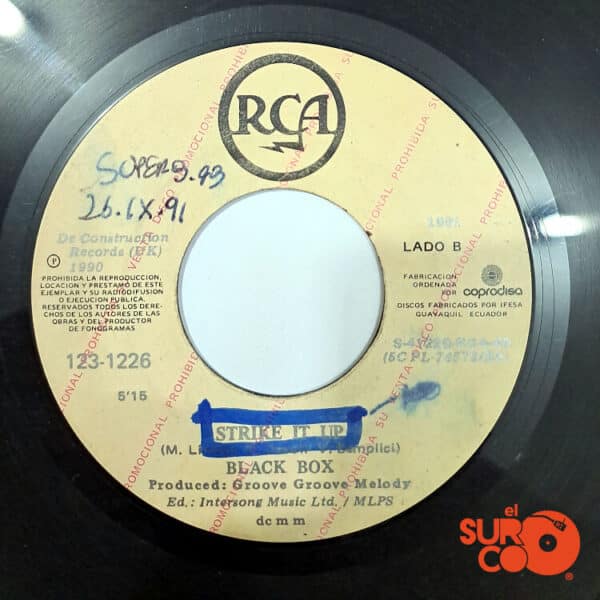 RCA
DISCO PROMOCIONAL PROHIBIDA SU VENTA
SUPER 9.93
26.IX.91
De Construction
Records (UK)
1990
P
PROHIBIDA LA REPRODUCCION,
LOCACION Y PRESTAMO DE ESTE
EJEMPLAR Y SU RADIODIFUSION
O EJECUCION PUBLICA.
RESERVADOS TODOS LOS DERE-
CHOS DE LOS AUTORES DE LAS
OBRAS Y DEL PRODUCTOR
DE FONOGRAMAS
123-1226
5'15
LADO B
FABRICACION
ORDENADA
POR
coprodisa
DISCOS FABRICADOS POR IFESA
GUAYAQUIL ECUADOR
STRIKE IT UP
(M.
BLACK BOX
Produced: Groove Groove Melody
Ed.: Intersong Music Ltd. / MLPS
dcmm
el
SURCO
®